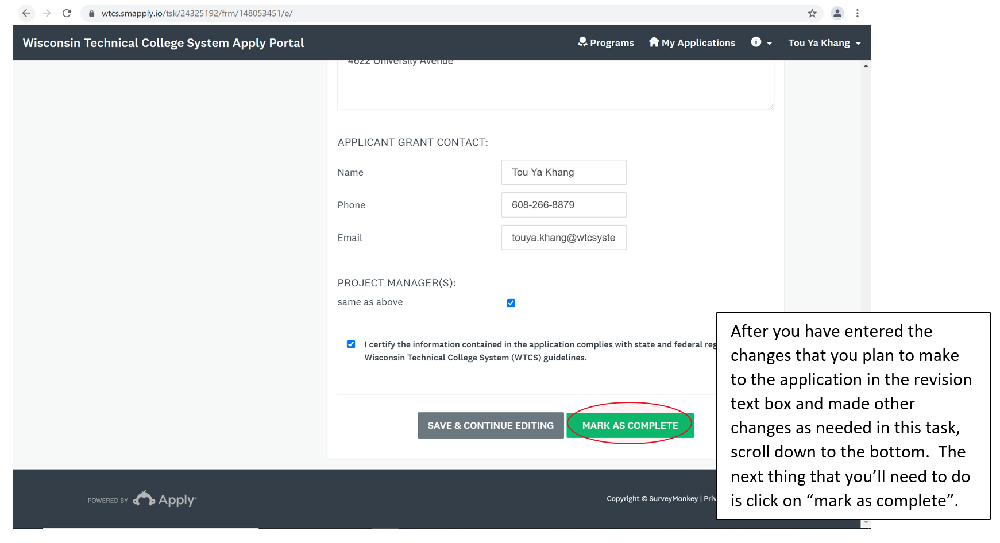 wtcs.smapply.io/tsk/24325192/frm/148053451/e/
Wisconsin Technical College System Apply Portal
Programs
My Applications
Tou Ya Khang
4622 University Avenue
APPLICANT GRANT CONTACT:
Name
Tou Ya Khang
Phone
608-266-8879
Email
touya.khang@wtcsyste
PROJECT MANAGER(S):
same as above
I certify the information contained in the application complies with state and federal reg
Wisconsin Technical College System (WTCS) guidelines.
SAVE & CONTINUE EDITING
MARK AS COMPLETE
After you have entered the
changes that you plan to make
to the application in the revision
text box and made other
changes as needed in this task,
scroll down to the bottom.  The
next thing that you’ll need to do
is click on “mark as complete”.
POWERED BY Apply
Copyright © SurveyMonkey | Priv